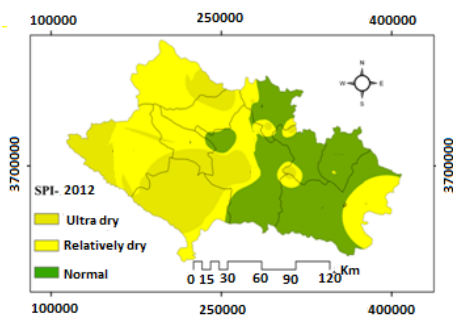 100000 250000 400000
N
W E
S
3700000 3700000
SPI- 2012
Ultra dry
Relatively dry
Normal
Km
0 15 30 60 90 120
100000 250000 400000